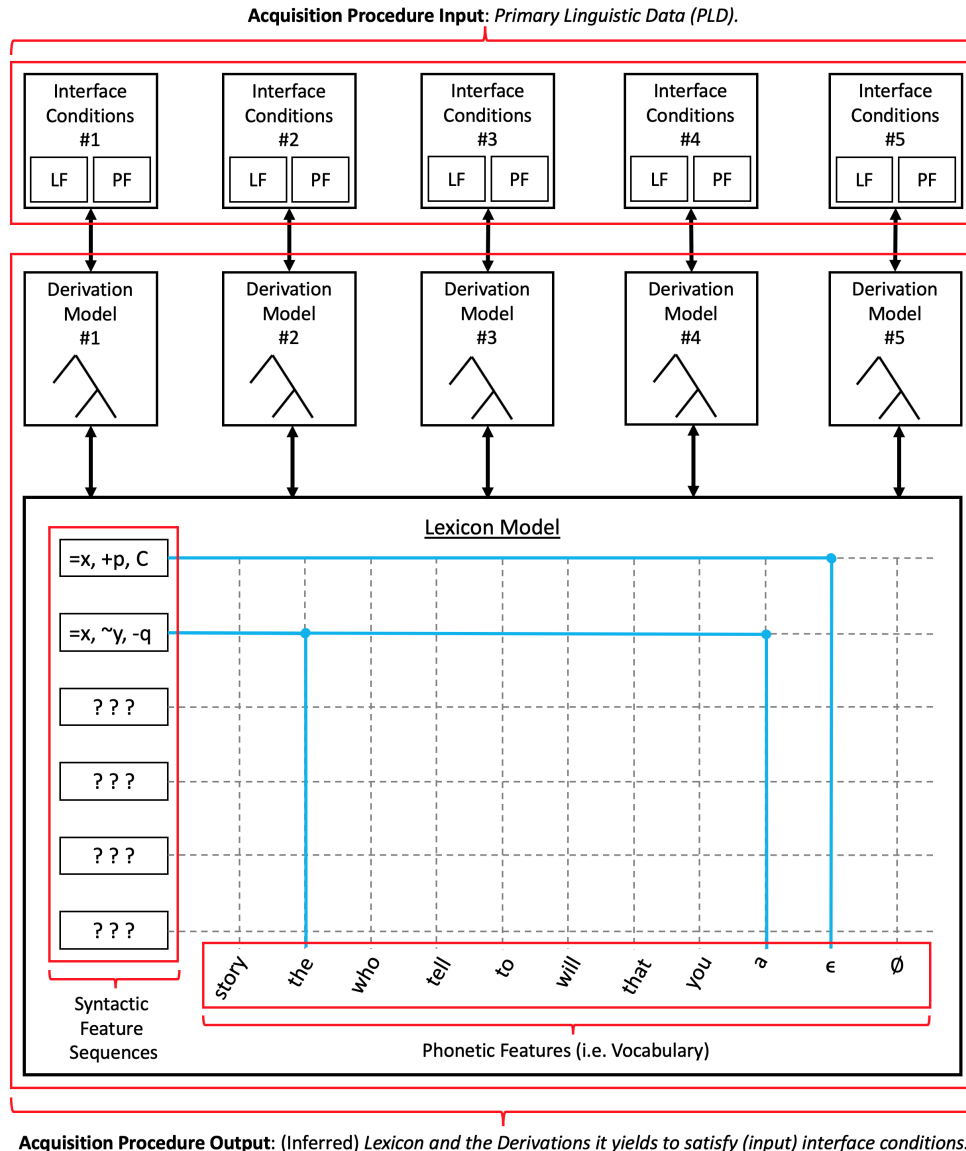 Acquisition Procedure Input: Primary Linguistic Data (PLD).
Interface
Conditions
#1
LF PF
Interface
Conditions
#2
LF PF
Interface
Conditions
#3
LF PF
Interface
Conditions
#4
LF PF
Interface
Conditions
#5
LF PF
Derivation
Model
#1
Derivation
Model
#2
Derivation
Model
#3
Derivation
Model
#4
Derivation
Model
#5
Lexicon Model
=x, +p, C
=x, ~y, -q
? ? ?
? ? ?
? ? ?
? ? ?
story the who tell to will that you a ϵ Ø
Syntactic
Feature
Sequences
Phonetic Features (i.e. Vocabulary)
Acquisition Procedure Output: (Inferred) Lexicon and the Derivations it yields to satisfy (input) interface conditions.